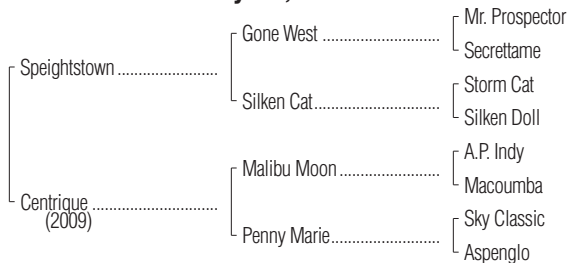 Gone West
Mr. Prospector
Secrettame
Speightstown
Silken Cat
Storm Cat
Silken Doll
Malibu Moon
A.P. Indy
Macoumba
Centrique
(2009)
Penny Marie
Sky Classic
Aspenglo